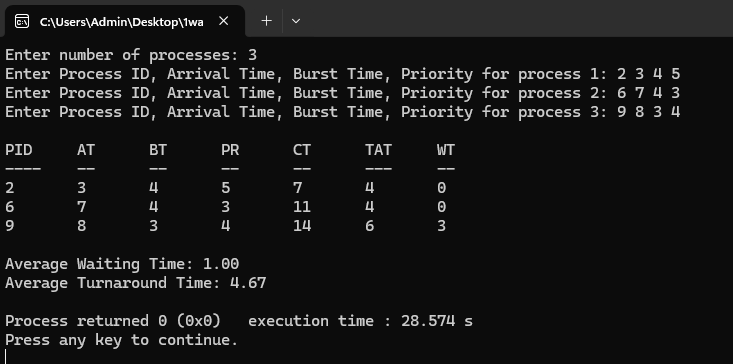 C:\Users\Admin\Desktop\1wa
Enter number of processes: 3
Enter Process ID, Arrival Time, Burst Time, Priority for process 1: 2 3 4 5
Enter Process ID, Arrival Time, Burst Time, Priority for process 2: 6 7 4 3
Enter Process ID, Arrival Time, Burst Time, Priority for process 3: 9 8 3 4
PID AT BT PR CT TAT WT
---- -- -- -- -- --- --
2 3 4 5 7 4 0
6 7 4 3 11 4 0
9 8 3 4 14 6 3
Average Waiting Time: 1.00
Average Turnaround Time: 4.67
Process returned 0 (0x0) execution time : 28.574 s
Press any key to continue.